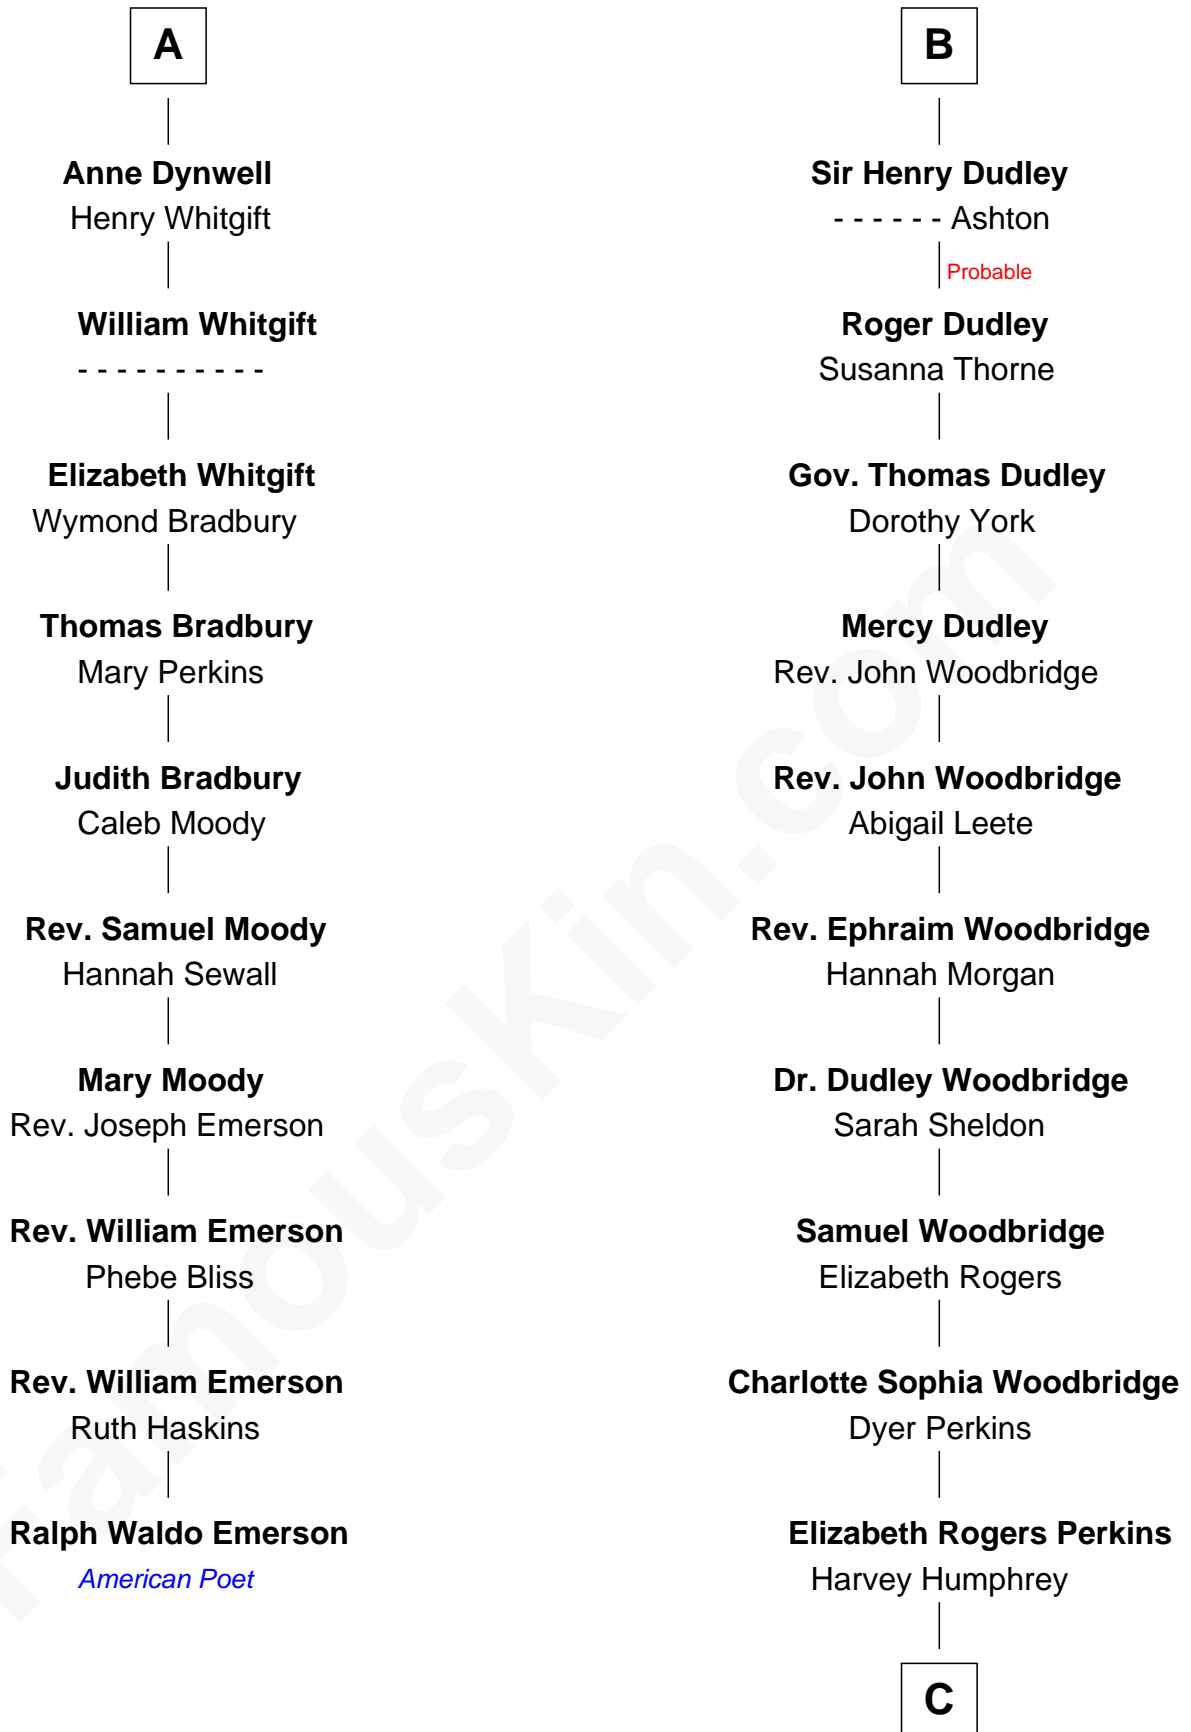 A
Anne Dynwell
Henry Whitgift
William Whitgift
- - - - - - - - - -
Elizabeth Whitgift
Wymond Bradbury
Thomas Bradbury
Mary Perkins
Judith Bradbury
Caleb Moody
Rev. Samuel Moody
Hannah Sewall
Mary Moody
Rev. Joseph Emerson
Rev. William Emerson
Phebe Bliss
Rev. William Emerson
Ruth Haskins
Ralph Waldo Emerson
American Poet
B
Sir Henry Dudley
- - - - - - Ashton
Probable
Roger Dudley
Susanna Thorne
Gov. Thomas Dudley
Dorothy York
Mercy Dudley
Rev. John Woodbridge
Rev. John Woodbridge
Abigail Leete
Rev. Ephraim Woodbridge
Hannah Morgan
Dr. Dudley Woodbridge
Sarah Sheldon
Samuel Woodbridge
Elizabeth Rogers
Charlotte Sophia Woodbridge
Dyer Perkins
Elizabeth Rogers Perkins
Harvey Humphrey
C
FamousKin.com